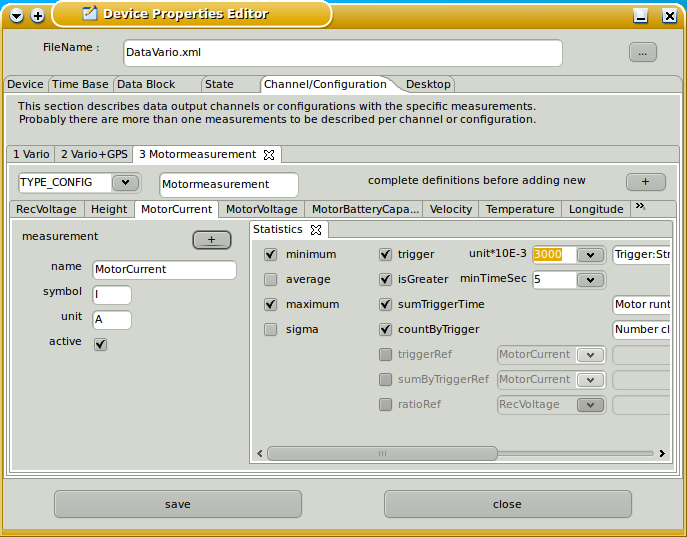 Device Properties Editor
FileName :
DataVario.xml
...
Device Time Base Data Block State Channel/Configuration Desktop
This section describes data output channels or configurations with the specific measurements.
Probably there are more than one measurements to be described per channel or configuration.
1 Vario 2 Vario+GPS 3 Motormeasurement
TYPE_CONFIG Motormeasurement complete definitions before adding new +
RecVoltage Height MotorCurrent MotorVoltage MotorBatteryCapa... Velocity Temperature Longitude »
measurement +
name MotorCurrent
symbol I
unit A
active
Statistics
minimum trigger unit*10E-3 3000 Trigger:Str
average isGreater minTimeSec 5
maximum sumTriggerTime Motor runt
sigma countByTrigger Number cl
triggerRef MotorCurrent
sumByTriggerRef MotorCurrent
ratioRef RecVoltage
save close